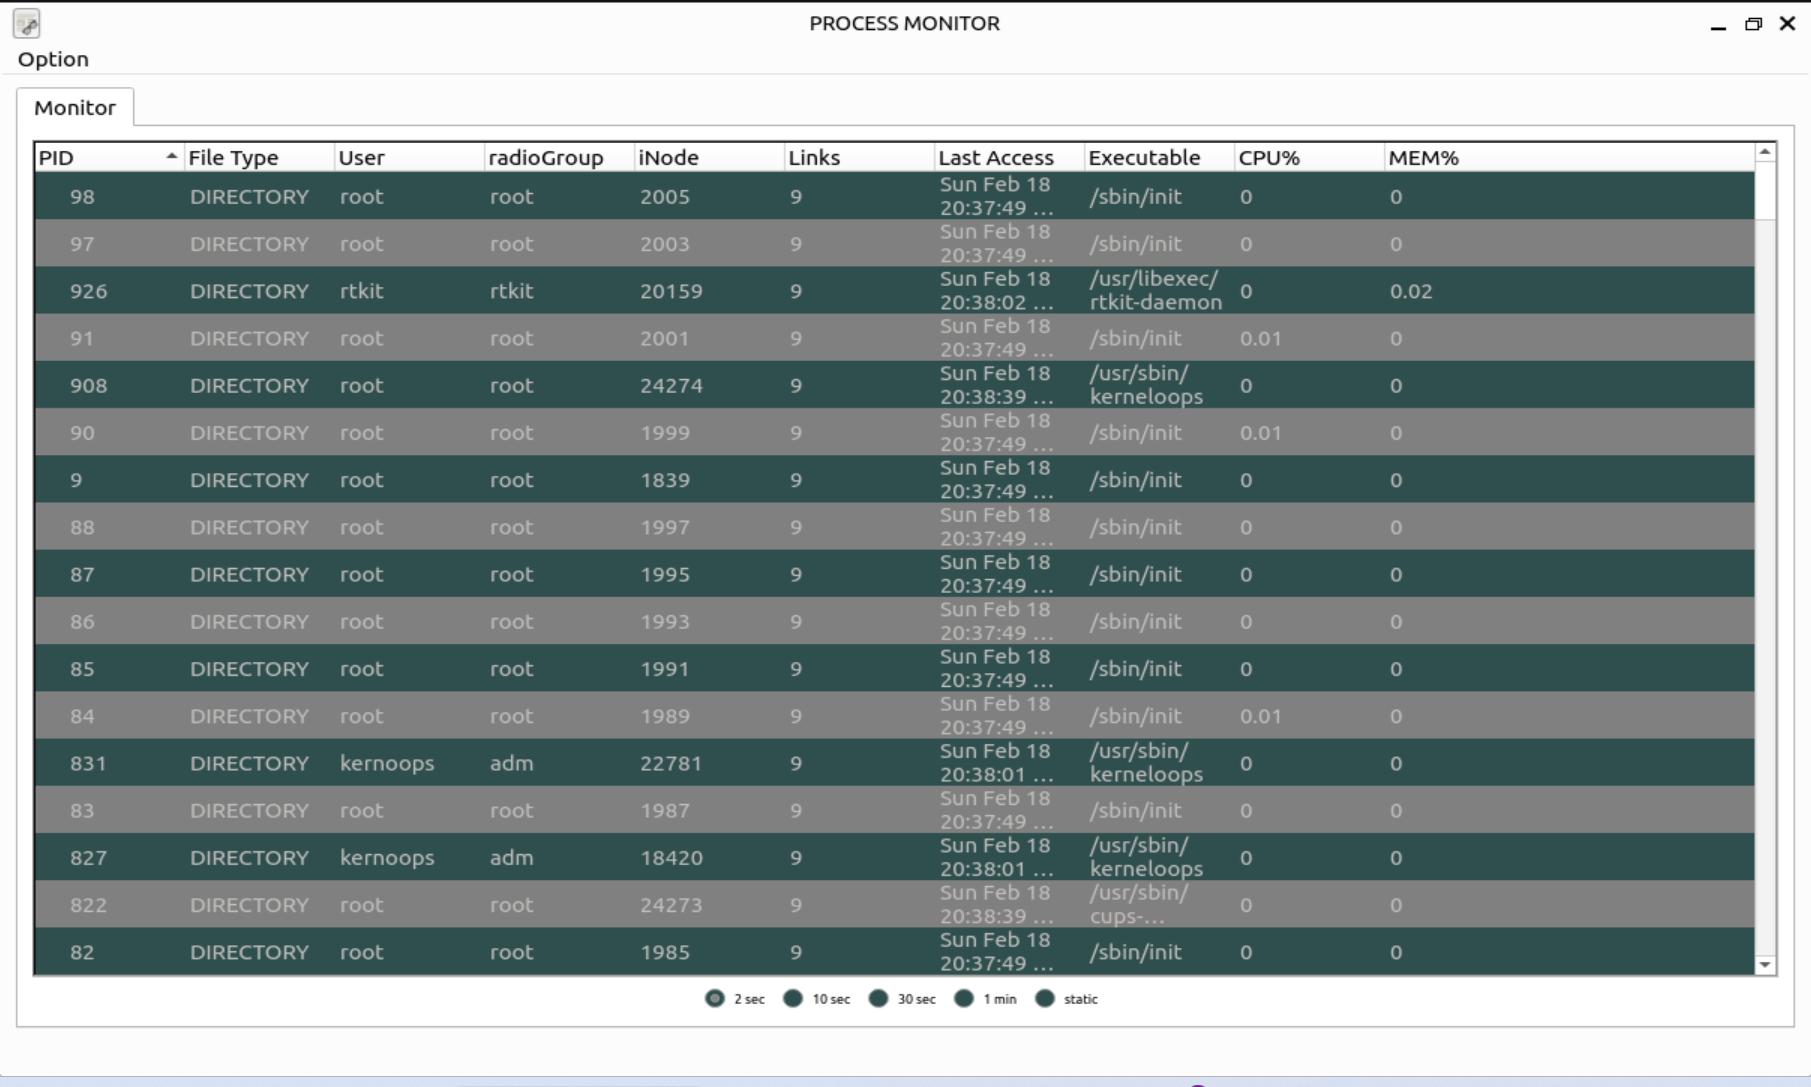 PROCESS MONITOR
Option
Monitor
PID File Type User radioGroup iNode Links Last Access Executable CPU% MEM%
98 DIRECTORY root root 2005 9 Sun Feb 18 20:37:49 ... /sbin/init 0 0
97 DIRECTORY root root 2003 9 Sun Feb 18 20:37:49 ... /sbin/init 0 0
926 DIRECTORY rtkit rtkit 20159 9 Sun Feb 18 20:38:02 ... /usr/libexec/rtkit-daemon 0 0.02
91 DIRECTORY root root 2001 9 Sun Feb 18 20:37:49 ... /sbin/init 0.01 0
908 DIRECTORY root root 24274 9 Sun Feb 18 20:38:39 ... /usr/sbin/kerneloops 0 0
90 DIRECTORY root root 1999 9 Sun Feb 18 20:37:49 ... /sbin/init 0.01 0
9 DIRECTORY root root 1839 9 Sun Feb 18 20:37:49 ... /sbin/init 0 0
88 DIRECTORY root root 1997 9 Sun Feb 18 20:37:49 ... /sbin/init 0 0
87 DIRECTORY root root 1995 9 Sun Feb 18 20:37:49 ... /sbin/init 0 0
86 DIRECTORY root root 1993 9 Sun Feb 18 20:37:49 ... /sbin/init 0 0
85 DIRECTORY root root 1991 9 Sun Feb 18 20:37:49 ... /sbin/init 0 0
84 DIRECTORY root root 1989 9 Sun Feb 18 20:37:49 ... /sbin/init 0.01 0
831 DIRECTORY kernoops adm 22781 9 Sun Feb 18 20:38:01 ... /usr/sbin/kerneloops 0 0
83 DIRECTORY root root 1987 9 Sun Feb 18 20:37:49 ... /sbin/init 0 0
827 DIRECTORY kernoops adm 18420 9 Sun Feb 18 20:38:01 ... /usr/sbin/kerneloops 0 0
822 DIRECTORY root root 24273 9 Sun Feb 18 20:38:39 ... /usr/sbin/cups-... 0 0
82 DIRECTORY root root 1985 9 Sun Feb 18 20:37:49 ... /sbin/init 0 0
2 sec 10 sec 30 sec 1 min static